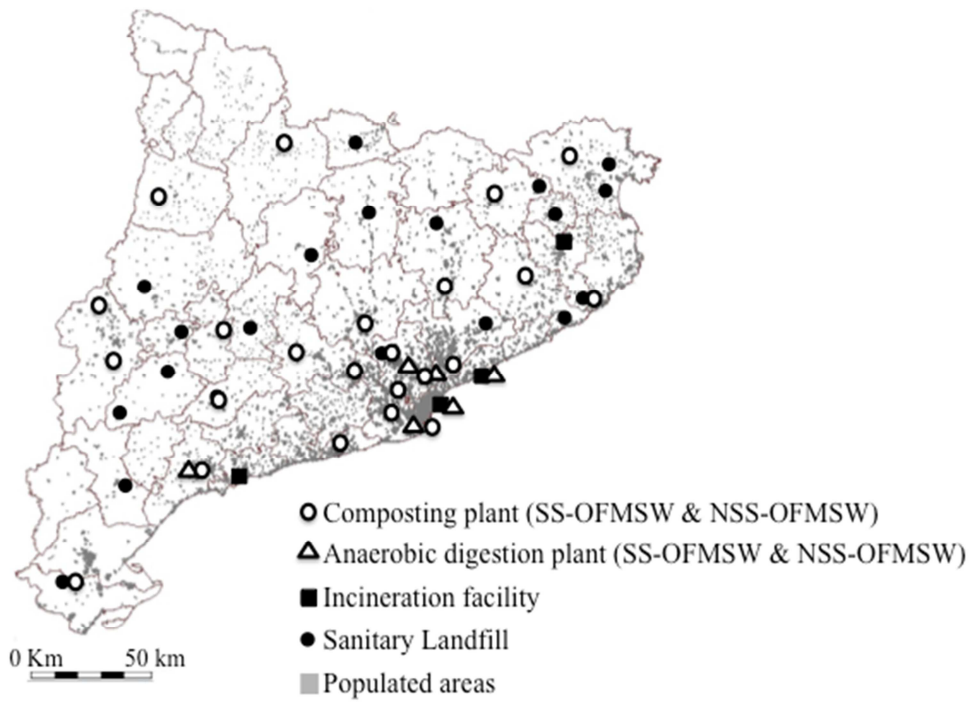 Composting plant (SS-OFMSW & NSS-OFMSW)
Anaerobic digestion plant (SS-OFMSW & NSS-OFMSW)
Incineration facility
Sanitary Landfill
0 Km 50 km
Populated areas